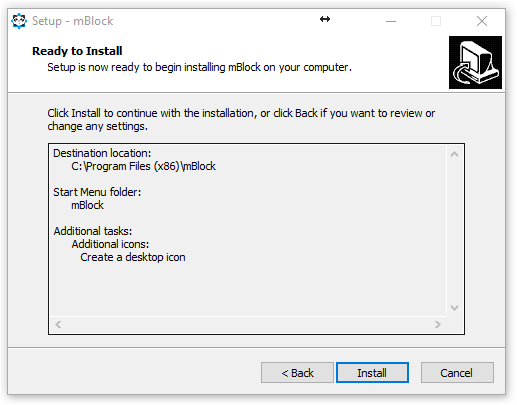 Setup - mBlock
Ready to Install
Setup is now ready to begin installing mBlock on your computer.
Click Install to continue with the installation, or click Back if you want to review or
change any settings.
Destination location:
C:\Program Files (x86)\mBlock
Start Menu folder:
mBlock
Additional tasks:
Additional icons:
Create a desktop icon
< Back
Install
Cancel